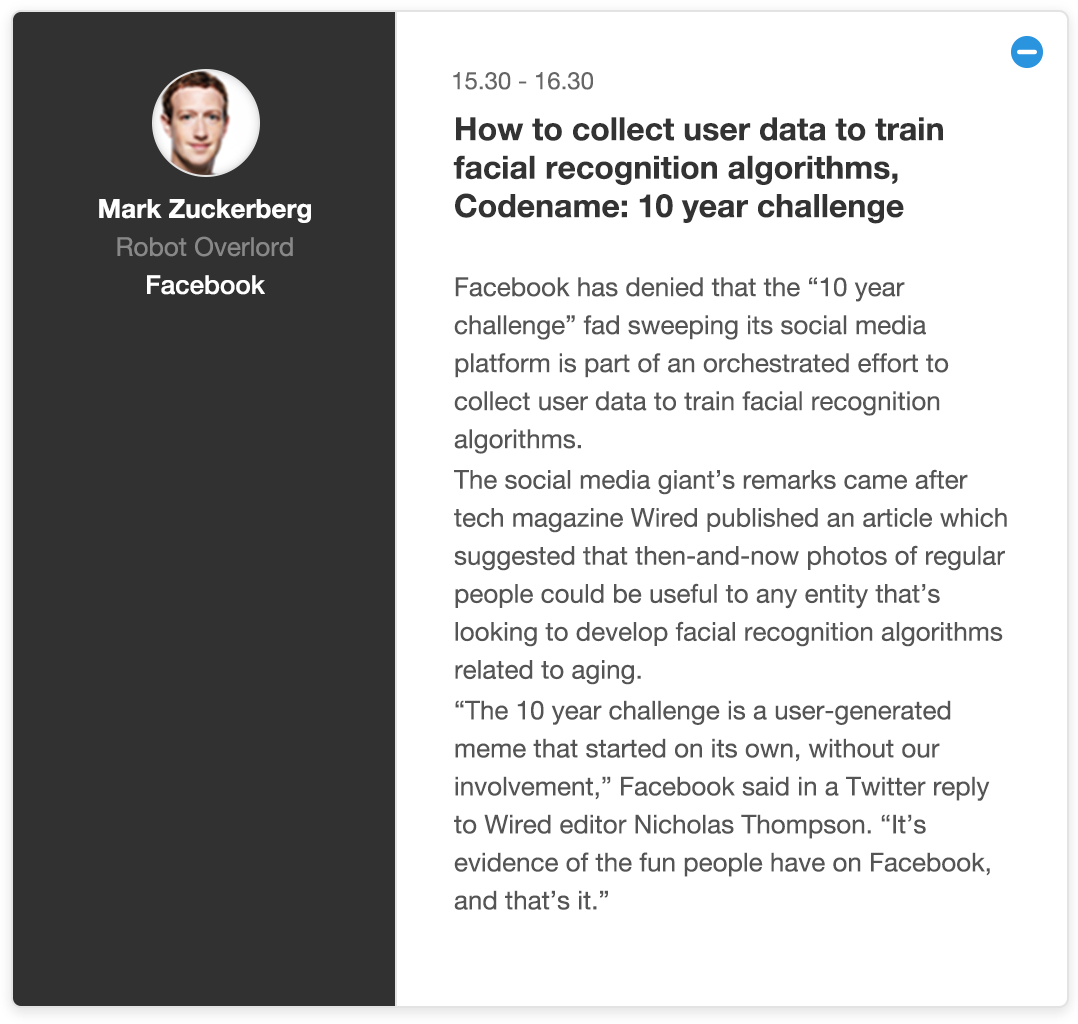 Mark Zuckerberg
Robot Overlord
Facebook
15.30 - 16.30
How to collect user data to train
facial recognition algorithms,
Codename: 10 year challenge
Facebook has denied that the “10 year
challenge” fad sweeping its social media
platform is part of an orchestrated effort to
collect user data to train facial recognition
algorithms.
The social media giant’s remarks came after
tech magazine Wired published an article which
suggested that then-and-now photos of regular
people could be useful to any entity that’s
looking to develop facial recognition algorithms
related to aging.
“The 10 year challenge is a user-generated
meme that started on its own, without our
involvement,” Facebook said in a Twitter reply
to Wired editor Nicholas Thompson. “It’s
evidence of the fun people have on Facebook,
and that’s it.”